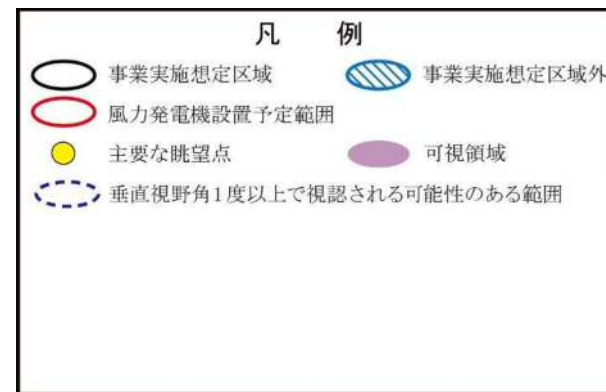 凡 例
事業実施想定区域 事業実施想定区域外
風力発電機設置予定範囲
主要な眺望点 可視領域
垂直視野角1度以上で視認される可能性のある範囲